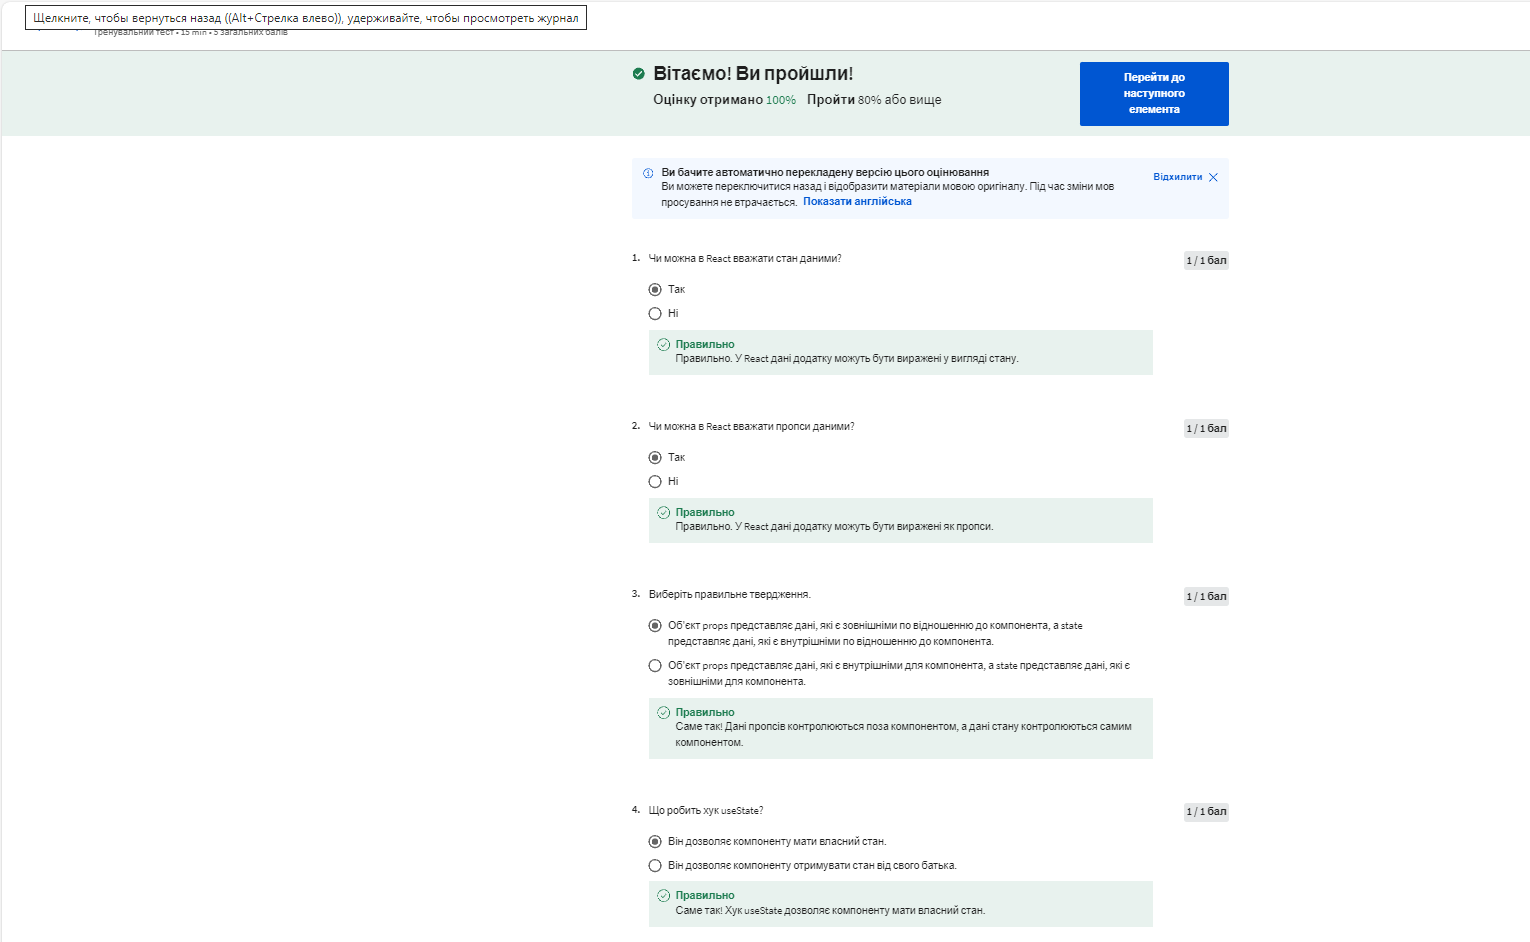 Щелкните, чтобы вернуться назад ((Alt+Стрелка влево)), удерживайте, чтобы просмотреть журнал
Тренувальний тест • 15 min • 5 загальних балів
Вітаємо! Ви пройшли!
Оцінку отримано 100% Пройти 80% або вище
Перейти до
наступного
елемента
Ви бачите автоматично перекладену версію цього оцінювання
Ви можете переключитися назад і відобразити матеріали мовою оригіналу. Під час зміни мов
просування не втрачається. Показати англійська
Відхилити
1. Чи можна в React вважати стан даними?
1 / 1 бал
Так
Ні
Правильно
Правильно. У React дані додатку можуть бути виражені у вигляді стану.
2. Чи можна в React вважати пропси даними?
1 / 1 бал
Так
Ні
Правильно
Правильно. У React дані додатку можуть бути виражені як пропси.
3. Виберіть правильне твердження.
1 / 1 бал
Об'єкт props представляє дані, які є зовнішніми по відношенню до компонента, а state
представляє дані, які є внутрішніми по відношенню до компонента.
Об'єкт props представляє дані, які є внутрішніми для компонента, а state представляє дані, які є
зовнішніми для компонента.
Правильно
Саме так! Дані пропсів контролюються поза компонентом, а дані стану контролюються самим
компонентом.
4. Що робить хук useState?
1 / 1 бал
Він дозволяє компоненту мати власний стан.
Він дозволяє компоненту отримувати стан від свого батька.
Правильно
Саме так! Хук useState дозволяє компоненту мати власний стан.